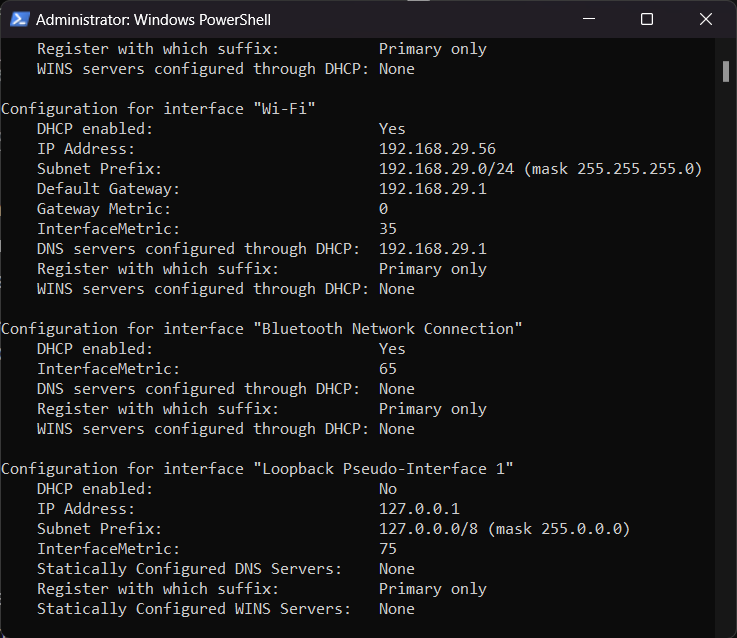 Administrator: Windows PowerShell
Register with which suffix: Primary only
WINS servers configured through DHCP: None
Configuration for interface "Wi-Fi"
DHCP enabled: Yes
IP Address: 192.168.29.56
Subnet Prefix: 192.168.29.0/24 (mask 255.255.255.0)
Default Gateway: 192.168.29.1
Gateway Metric: 0
InterfaceMetric: 35
DNS servers configured through DHCP: 192.168.29.1
Register with which suffix: Primary only
WINS servers configured through DHCP: None
Configuration for interface "Bluetooth Network Connection"
DHCP enabled: Yes
InterfaceMetric: 65
DNS servers configured through DHCP: None
Register with which suffix: Primary only
WINS servers configured through DHCP: None
Configuration for interface "Loopback Pseudo-Interface 1"
DHCP enabled: No
IP Address: 127.0.0.1
Subnet Prefix: 127.0.0.0/8 (mask 255.0.0.0)
InterfaceMetric: 75
Statically Configured DNS Servers: None
Register with which suffix: Primary only
Statically Configured WINS Servers: None